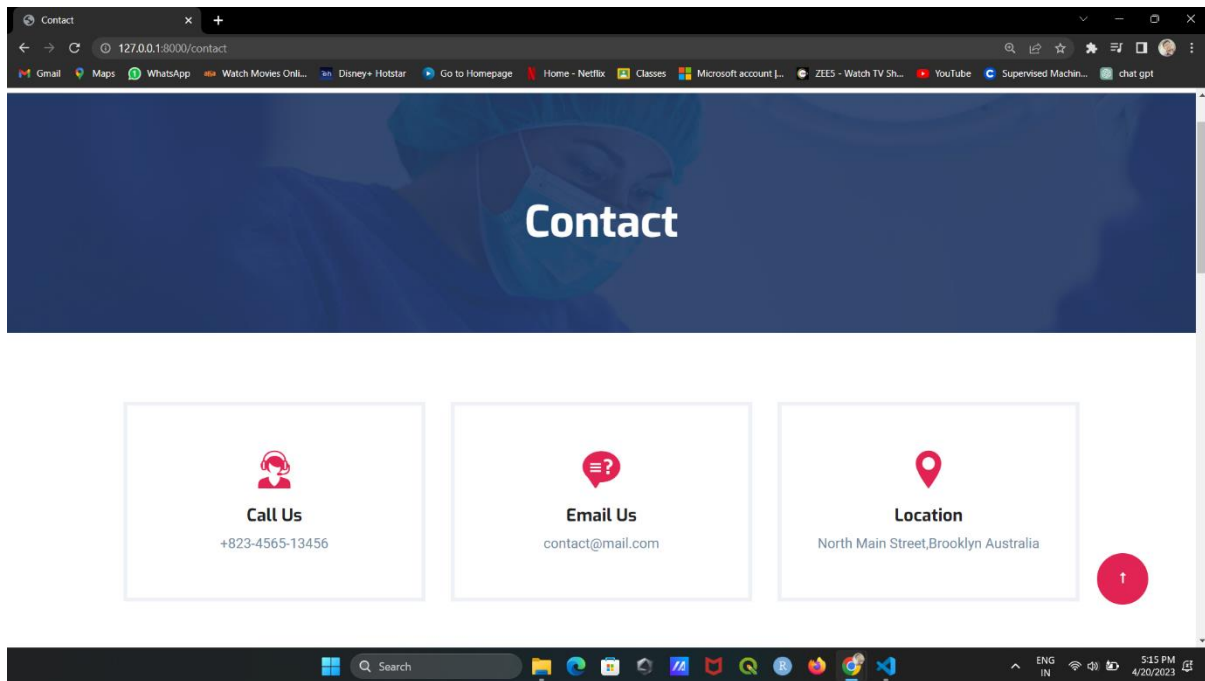 Contact
127.0.0.1:8000/contact
Gmail Maps WhatsApp Watch Movies Onli... Disney+ Hotstar Go to Homepage Home - Netflix Classes Microsoft account |... ZEE5 - Watch TV Sh... YouTube Supervised Machin... chat gpt
Contact
Call Us
+823-4565-13456
Email Us
contact@mail.com
Location
North Main Street,Brooklyn Australia
Search
ENG
IN
5:15 PM
4/20/2023